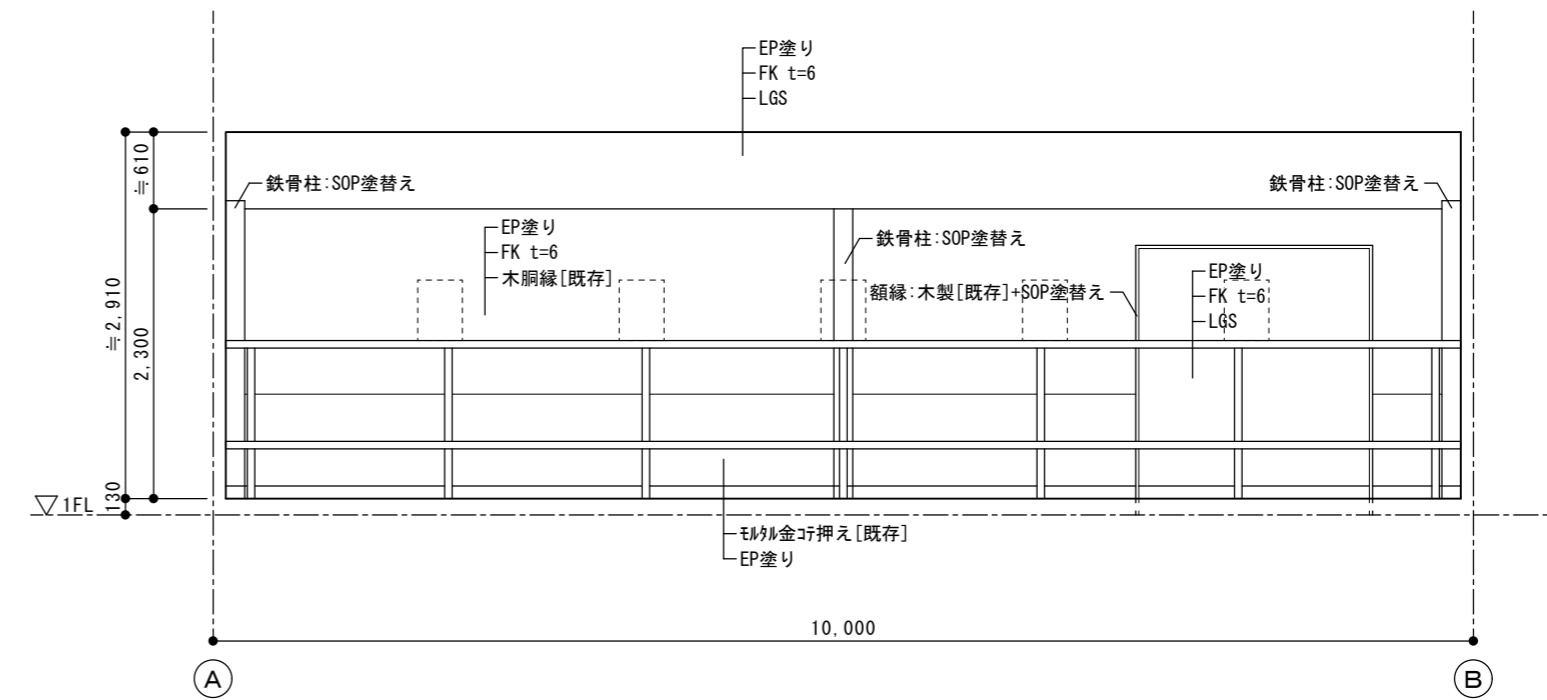 EP塗り
FK t=6
LGS
≒610
鉄骨柱:SOP塗替え
鉄骨柱:SOP塗替え
EP塗り
FK t=6
木胴縁[既存]
鉄骨柱:SOP塗替え
EP塗り
FK t=6
LGS
額縁:木製[既存]+SOP塗替え
≒2,910
2,300
130
▽1FL
モルタル金コテ押え[既存]
EP塗り
10,000
A
B